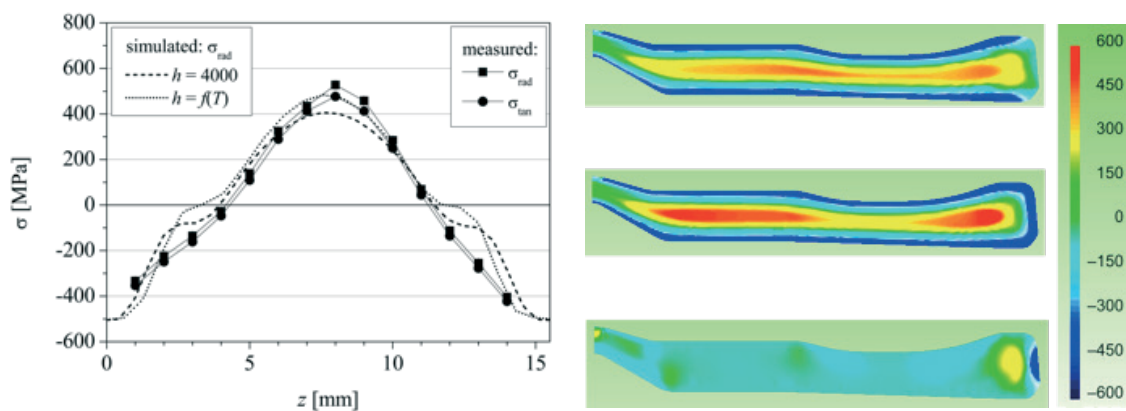 800
600
400
200
0
-200
-400
-600
σ [MPa]
simulated: σrad
h = 4000
h = f(T)
measured:
σrad
σtan
0
5
10
15
z [mm]
600
450
300
150
0
–150
–300
–450
–600